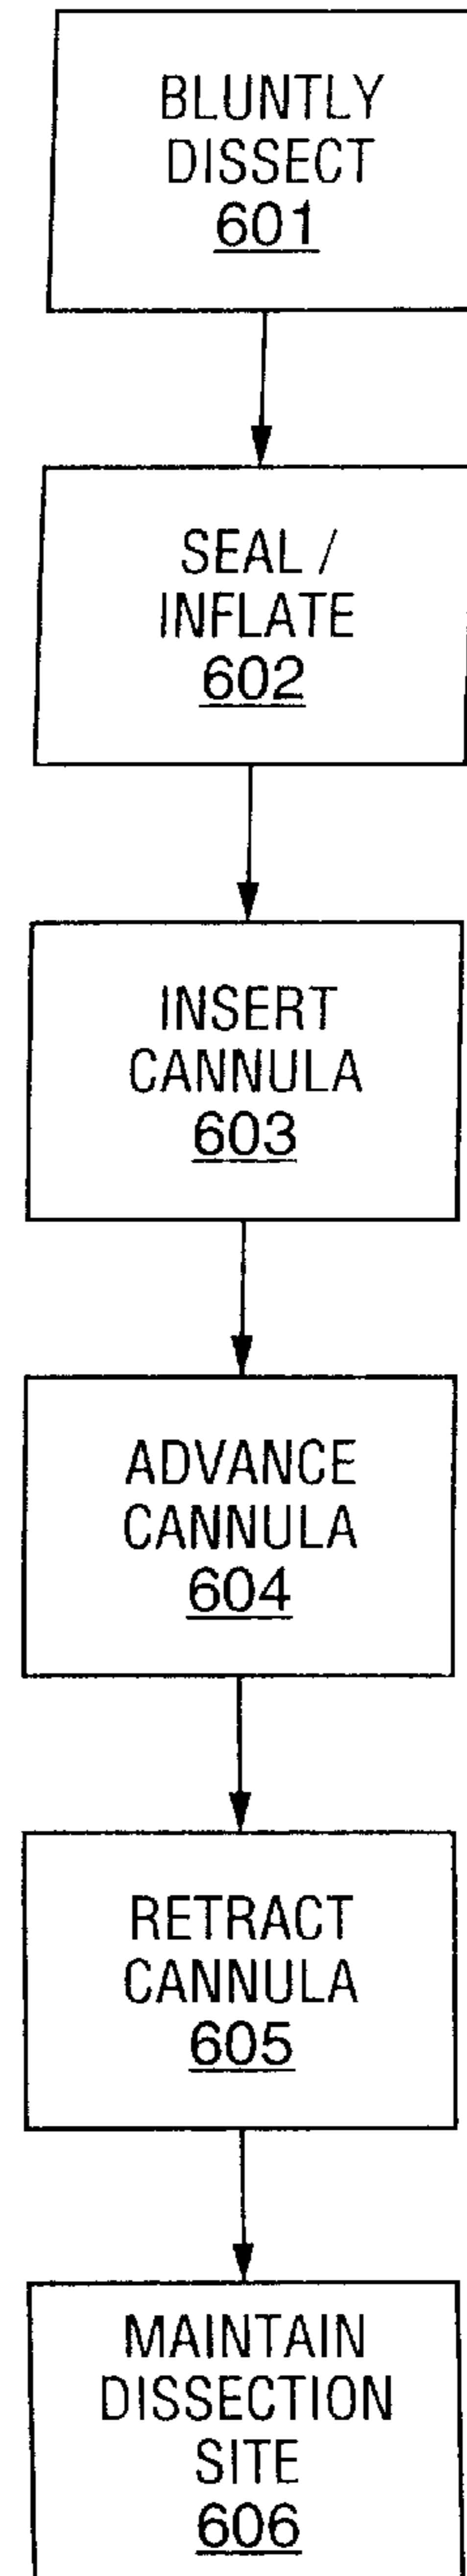 BLUNTLY
DISSECT
601
SEAL /
INFLATE
602
INSERT
CANNULA
603
ADVANCE
CANNULA
604
RETRACT
CANNULA
605
MAINTAIN
DISSECTION
SITE
606